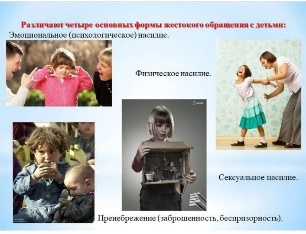 Различают четыре основных формы жестокого обращения с детьми:
Эмоциональное (психологическое) насилие.
Физическое насилие.
Сексуальное насилие.
Пренебрежение (заброшенность, беспризорность).